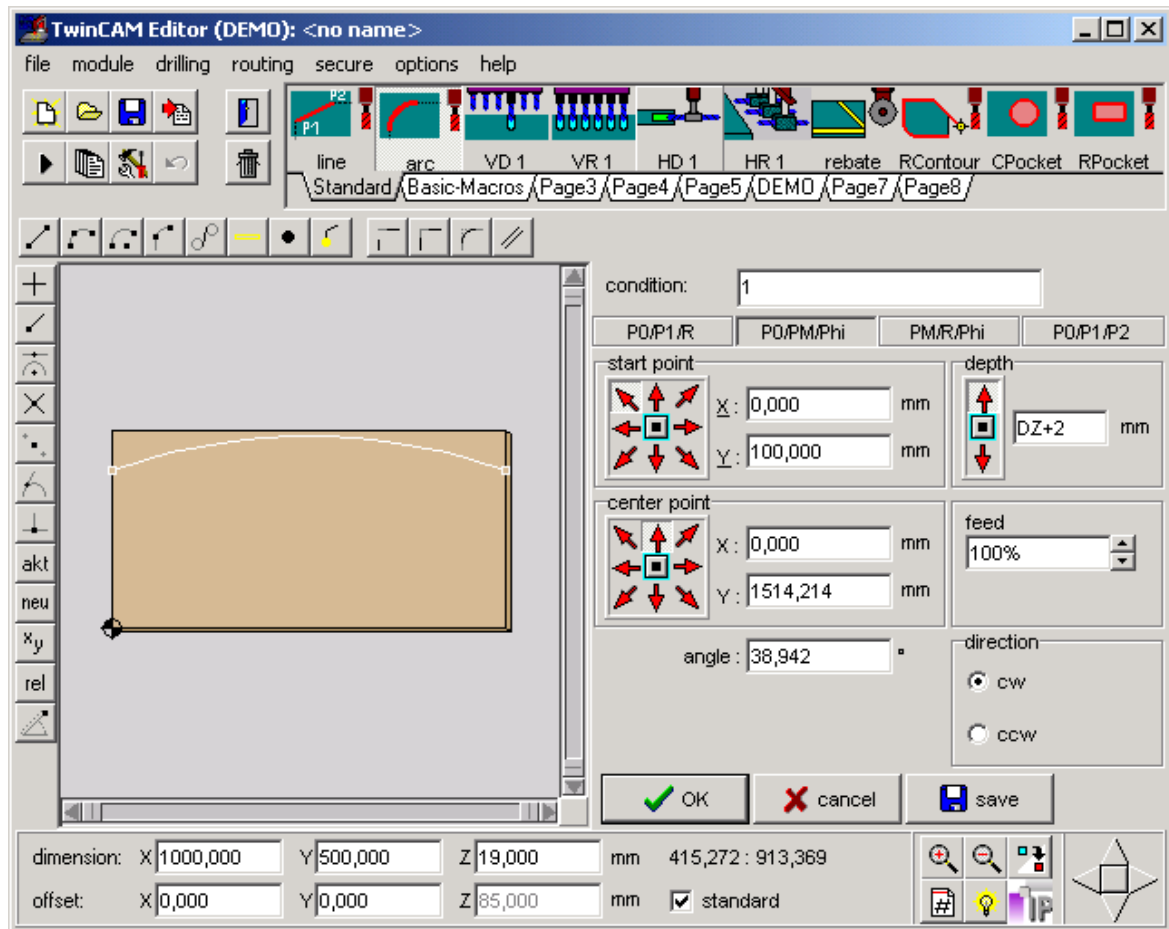 TwinCAM Editor (DEMO): <no name>
file module drilling routing secure options help
P1 P2
line arc VD 1 VR 1 HD 1 HR 1 rebate RContour CPocket RPocket
Standard Basic-Macros Page3 Page4 Page5 DEMO Page7 Page8
condition: 1
P0/P1/R P0/PM/Phi PM/R/Phi P0/P1/P2
start point
X : 0,000 mm
Y : 100,000 mm
depth
DZ+2 mm
center point
X : 0,000 mm
Y : 1514,214 mm
feed
100%
angle : 38,942 °
direction
cw
ccw
akt
neu
xy
rel
OK cancel save
dimension: X 1000,000 Y 500,000 Z 19,000 mm 415,272 : 913,369
offset: X 0,000 Y 0,000 Z 85,000 mm standard
# IP